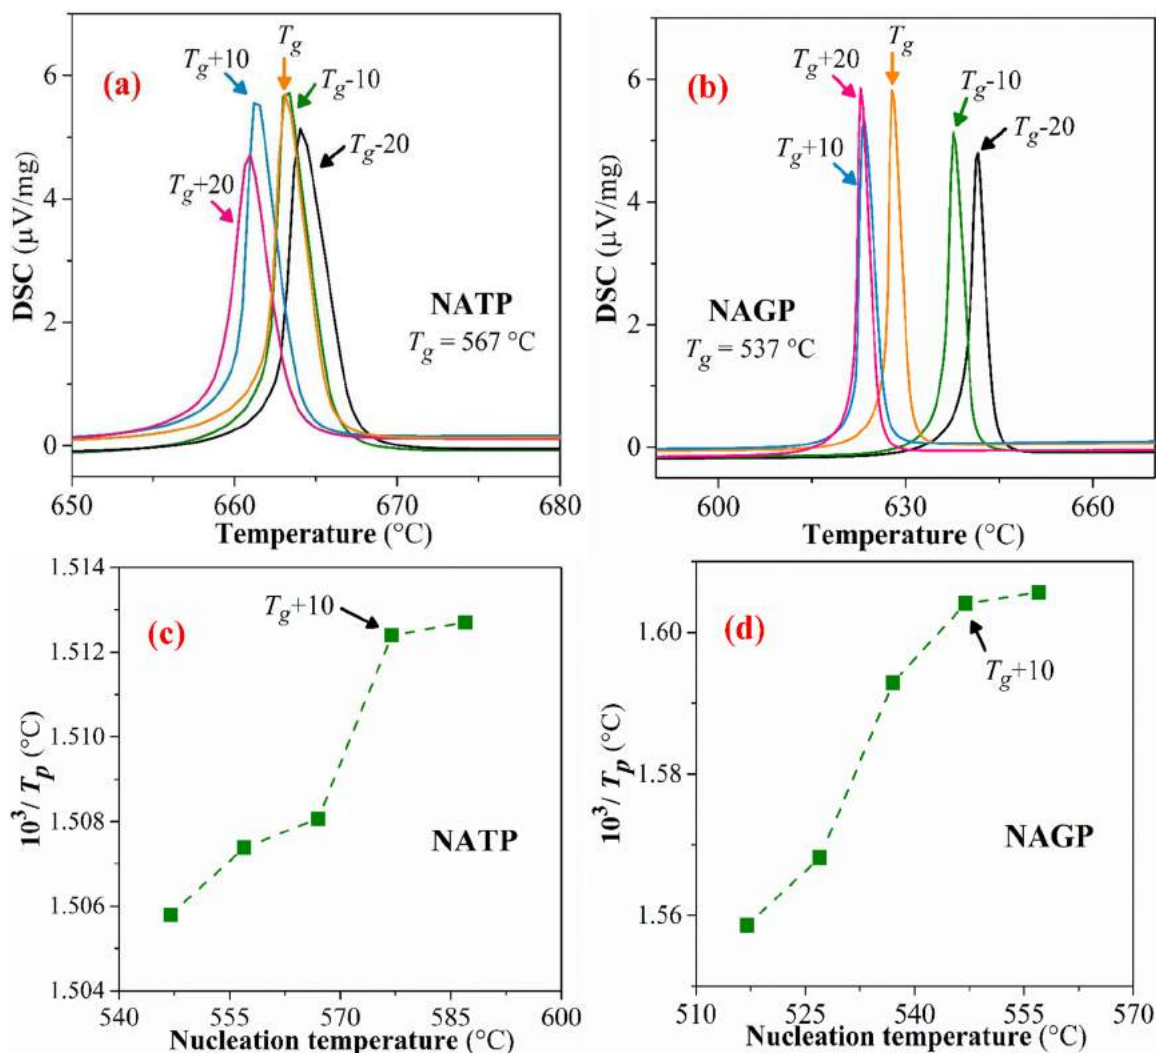 (a)
Tg+10
Tg
Tg-10
Tg-20
Tg+20
NATP
Tg = 567 °C
DSC (µV/mg)
6
4
2
0
650
660
670
680
Temperature (°C)
(b)
Tg+20
Tg
Tg-10
Tg+10
Tg-20
NAGP
Tg = 537 °C
DSC (µV/mg)
6
4
2
0
600
630
660
Temperature (°C)
(c)
Tg+10
NATP
10³/ Tp (°C)
1.514
1.512
1.510
1.508
1.506
1.504
540
555
570
585
600
Nucleation temperature (°C)
(d)
Tg+10
NAGP
10³/ Tp (°C)
1.60
1.58
1.56
510
525
540
555
570
Nucleation temperature (°C)